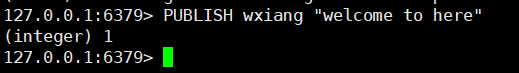 127.0.0.1:6379> PUBLISH wxiang "welcome to here"
(integer) 1
127.0.0.1:6379>